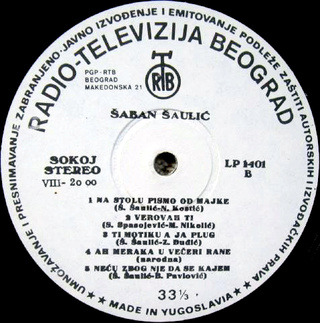 UMNOŽAVANJE I PRESNIMAVANJE ZABRANJENO-JAVNO IZVOĐENJE I EMITOVANJE PODLEŽE ZAŠTITI AUTORSKIH I IZVOĐAČKIH PRAVA
RADIO-TELEVIZIJA BEOGRAD
PGP-RTB
BEOGRAD
MAKEDONSKA 21
RTB
ŠABAN ŠAULIĆ
SOKOJ
STEREO
VIII- 20 00
LP 1401
B
1 NA STOLU PISMO OD MAJKE
(Š. Šaulić-N. Kostić)
2 VEROVAH TI
(S. Spasojević-M. Nikolić)
3 TI MOTIKU A JA PLUG
(Š. Šaulić-Z. Dudić)
4 AH MERAKA U VEČERI RANE
(narodna)
5 NEĆU ZBOG NJE DA SE KAJEM
(Š. Šaulić-B. Pavlović)
33 1/3
★ MADE IN YUGOSLAVIA ★